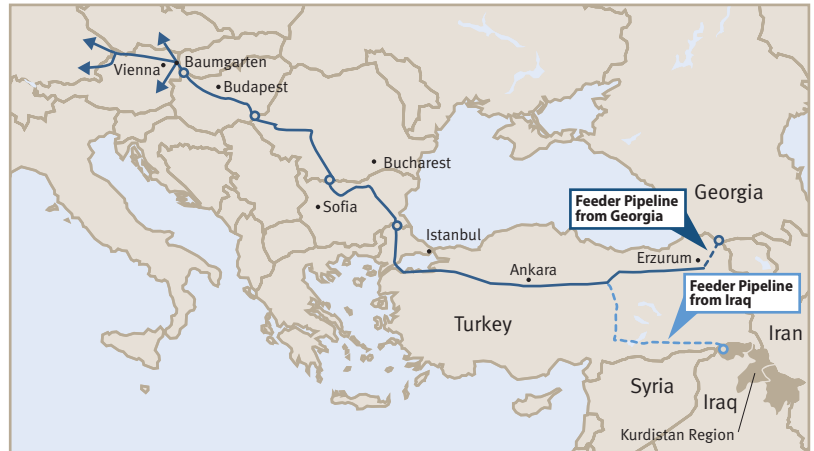 Vienna
Baumgarten
Budapest
Bucharest
Sofia
Istanbul
Ankara
Erzurum
Georgia
Feeder Pipeline
from Georgia
Feeder Pipeline
from Iraq
Turkey
Iran
Syria
Iraq
Kurdistan Region